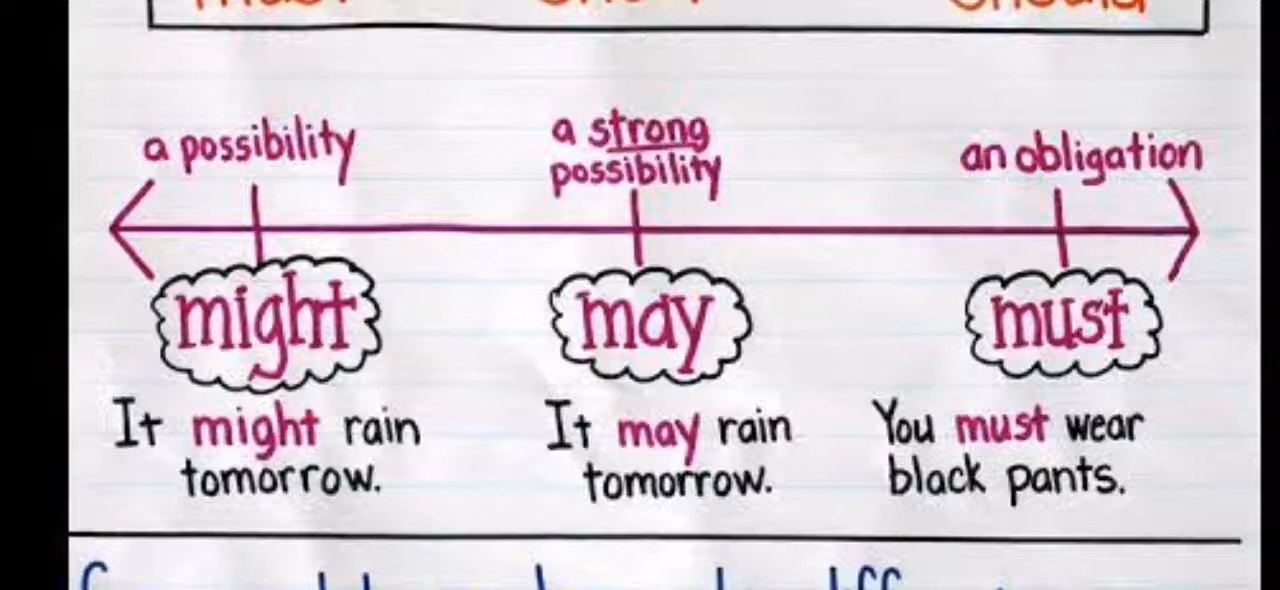 a possibility
a strong
possibility
an obligation
might
may
must
It might rain
tomorrow.
It may rain
tomorrow.
You must wear
black pants.